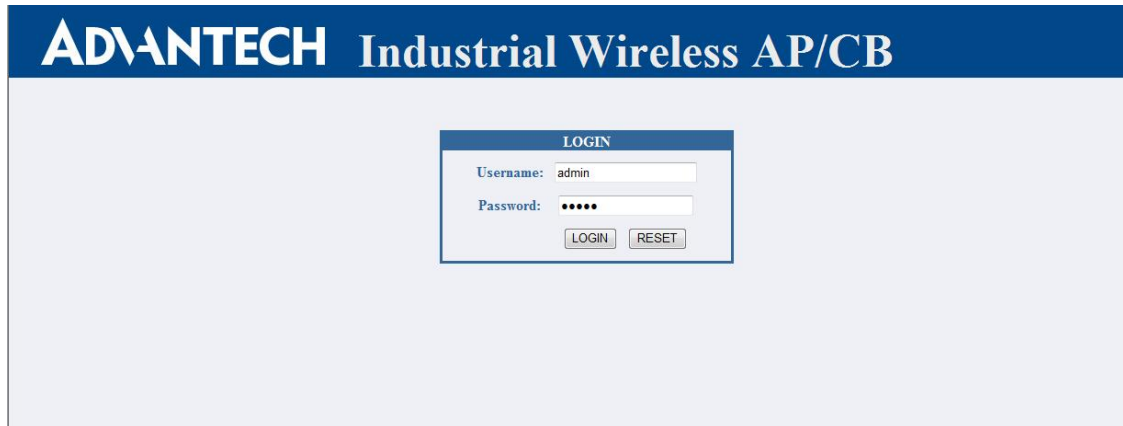 ADVANTECH Industrial Wireless AP/CB
LOGIN
Username: admin
Password: •••••
LOGIN RESET